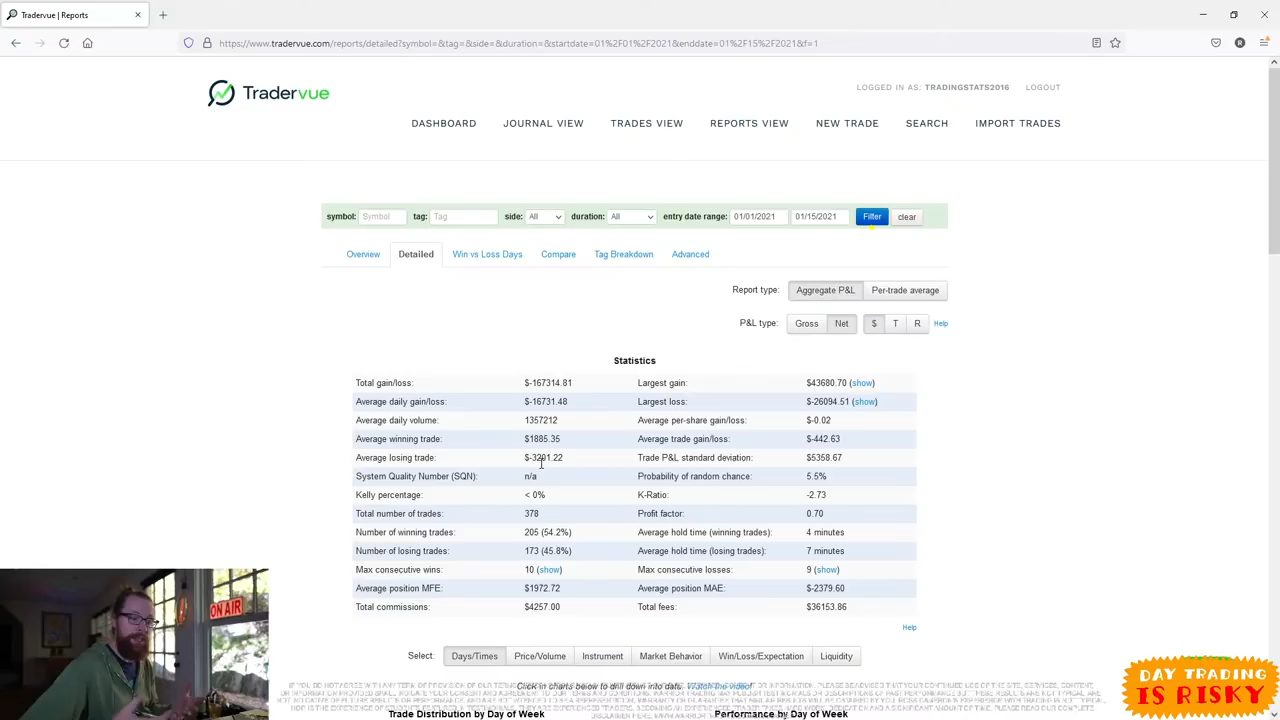 Tradervue | Reports
https://www.tradervue.com/reports/detailed?symbol=&tag=&side=&duration=&startdate=01%2F01%2F2021&enddate=01%2F15%2F2021&f=1
R
Tradervue
LOGGED IN AS: TRADINGSTATS2016 LOGOUT
DASHBOARD JOURNAL VIEW TRADES VIEW REPORTS VIEW NEW TRADE SEARCH IMPORT TRADES
symbol: Symbol tag: Tag side: All duration: All entry date range: 01/01/2021 01/15/2021 Filter clear
Overview Detailed Win vs Loss Days Compare Tag Breakdown Advanced
Report type: Aggregate P&L Per-trade average
P&L type: Gross Net $ T R Help
Statistics
Total gain/loss: $-167314.81 Largest gain: $43680.70 (show)
Average daily gain/loss: $-16731.48 Largest loss: $-26094.51 (show)
Average daily volume: 1357212 Average per-share gain/loss: $-0.02
Average winning trade: $1885.35 Average trade gain/loss: $-442.63
Average losing trade: $-3201.22 Trade P&L standard deviation: $5358.67
System Quality Number (SQN): n/a Probability of random chance: 5.5%
Kelly percentage: < 0% K-Ratio: -2.73
Total number of trades: 378 Profit factor: 0.70
Number of winning trades: 205 (54.2%) Average hold time (winning trades): 4 minutes
Number of losing trades: 173 (45.8%) Average hold time (losing trades): 7 minutes
Max consecutive wins: 10 (show) Max consecutive losses: 9 (show)
Average position MFE: $1972.72 Average position MAE: $-2379.60
Total commissions: $4257.00 Total fees: $36153.86
Help
Select: Days/Times Price/Volume Instrument Market Behavior Win/Loss/Expectation Liquidity
Click in charts below to drill down into data. Watch the video!
Trade Distribution by Day of Week Performance by Day of Week
ON AIR
DAY TRADING
IS RISKY